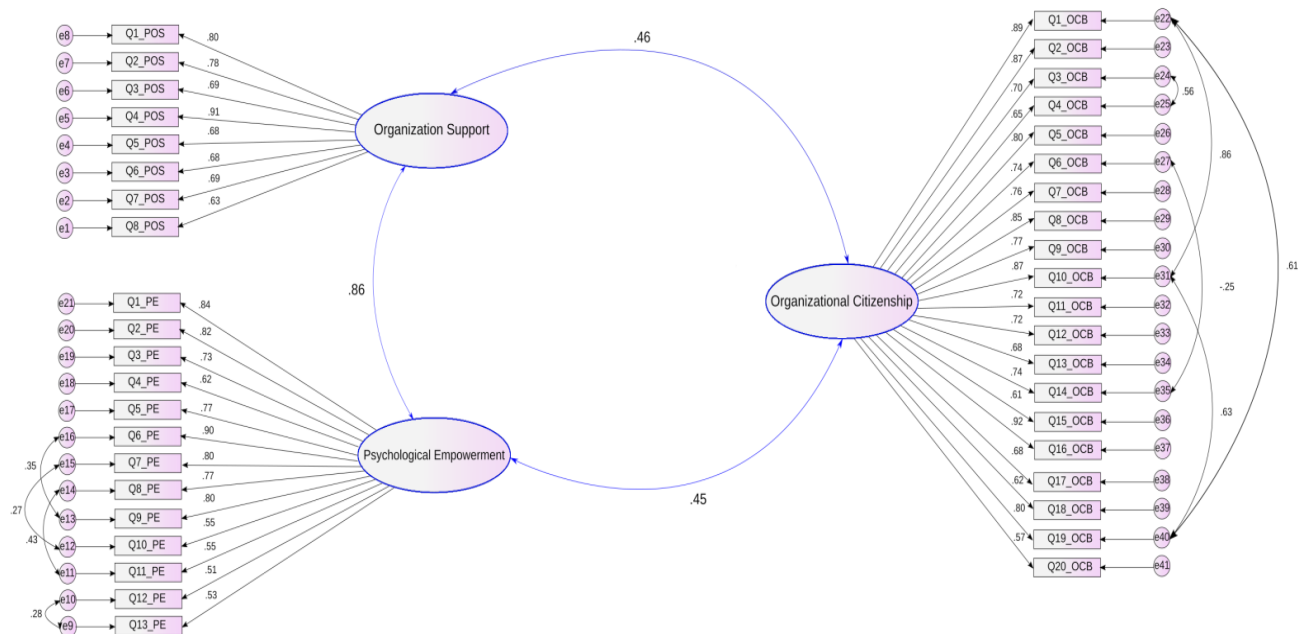 e8 Q1_POS .80
e7 Q2_POS .78
e6 Q3_POS .69
e5 Q4_POS .91
e4 Q5_POS .68
e3 Q6_POS .68
e2 Q7_POS .69
e1 Q8_POS .63
Organization Support
.46
.86
e21 Q1_PE .84
e20 Q2_PE .82
e19 Q3_PE .73
e18 Q4_PE .62
e17 Q5_PE .77
e16 Q6_PE .90
e15 Q7_PE .80
e14 Q8_PE .77
e13 Q9_PE .80
e12 Q10_PE .55
e11 Q11_PE .55
e10 Q12_PE .51
e9 Q13_PE .53
.35
.27
.43
.28
Psychological Empowerment
.45
Organizational Citizenship
.89 Q1_OCB e22
.87 Q2_OCB e23
.70 Q3_OCB e24
.65 Q4_OCB e25
.80 Q5_OCB e26
.74 Q6_OCB e27
.76 Q7_OCB e28
.85 Q8_OCB e29
.77 Q9_OCB e30
.87 Q10_OCB e31
.72 Q11_OCB e32
.72 Q12_OCB e33
.68 Q13_OCB e34
.74 Q14_OCB e35
.61 Q15_OCB e36
.92 Q16_OCB e37
.68 Q17_OCB e38
.62 Q18_OCB e39
.80 Q19_OCB e40
.57 Q20_OCB e41
.56
.86
.61
-.25
.63